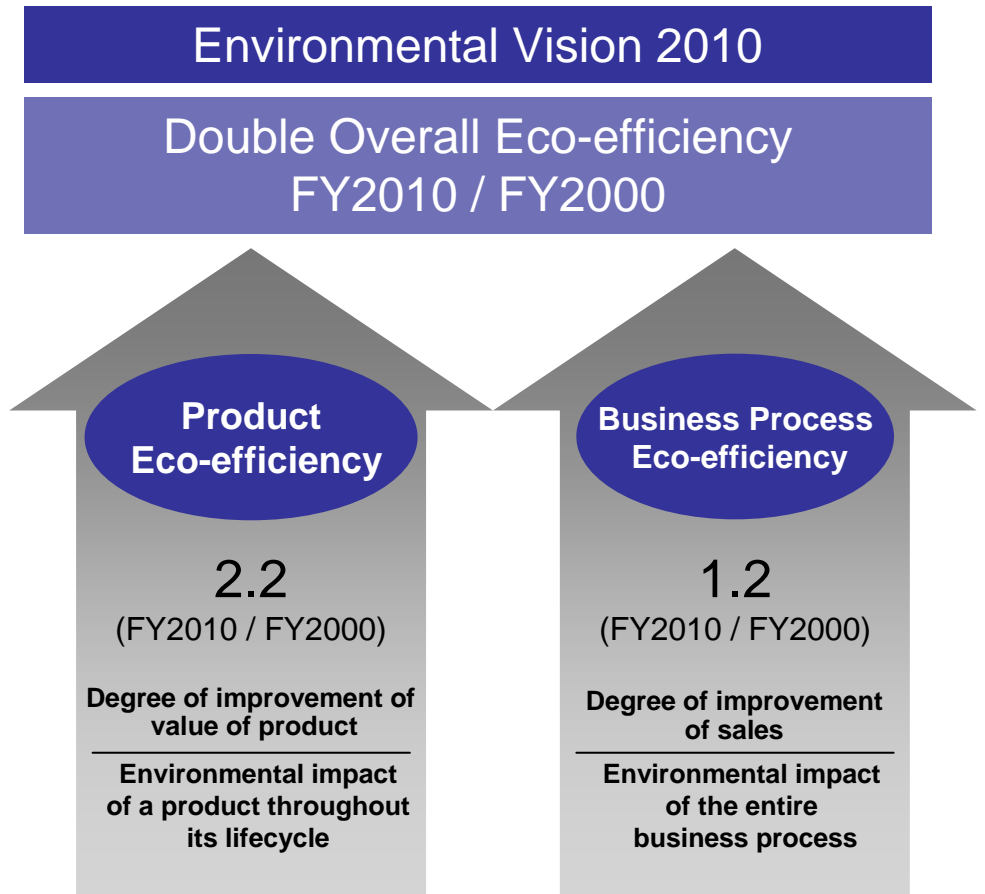 Environmental Vision 2010
Double Overall Eco-efficiency
FY2010 / FY2000
Product
Eco-efficiency
2.2
(FY2010 / FY2000)
Degree of improvement of
value of product
Environmental impact
of a product throughout
its lifecycle
Business Process
Eco-efficiency
1.2
(FY2010 / FY2000)
Degree of improvement
of sales
Environmental impact
of the entire
business process